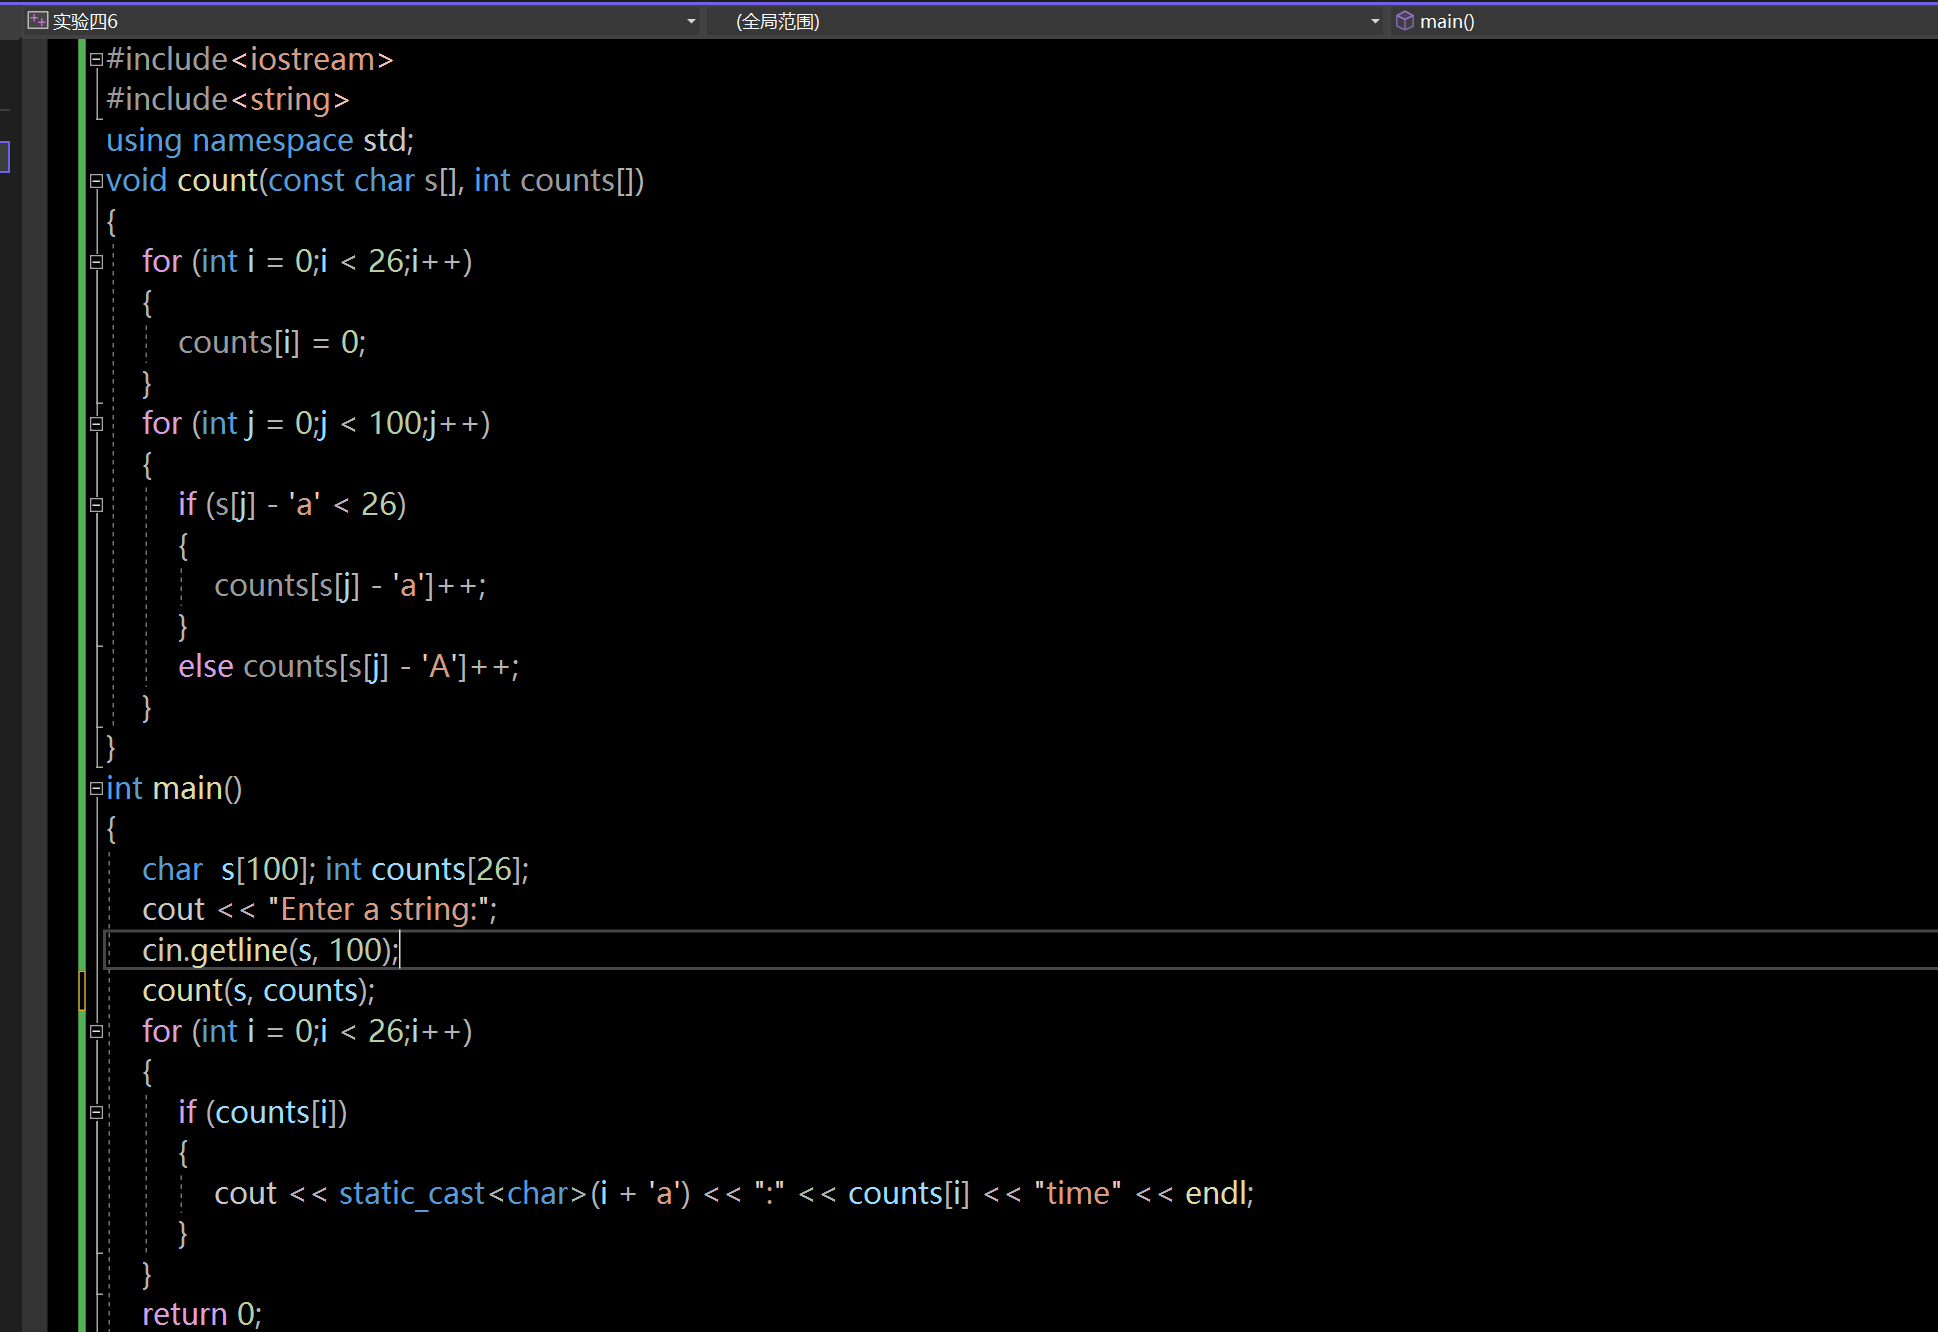 实验四6 (全局范围) main()
#include<iostream>
#include<string>
using namespace std;
void count(const char s[], int counts[])
{
    for (int i = 0;i < 26;i++)
    {
        counts[i] = 0;
    }
    for (int j = 0;j < 100;j++)
    {
        if (s[j] - 'a' < 26)
        {
            counts[s[j] - 'a']++;
        }
        else counts[s[j] - 'A']++;
    }
}
int main()
{
    char  s[100]; int counts[26];
    cout << "Enter a string:";
    cin.getline(s, 100);
    count(s, counts);
    for (int i = 0;i < 26;i++)
    {
        if (counts[i])
        {
            cout << static_cast<char>(i + 'a') << ":" << counts[i] << "time" << endl;
        }
    }
    return 0;